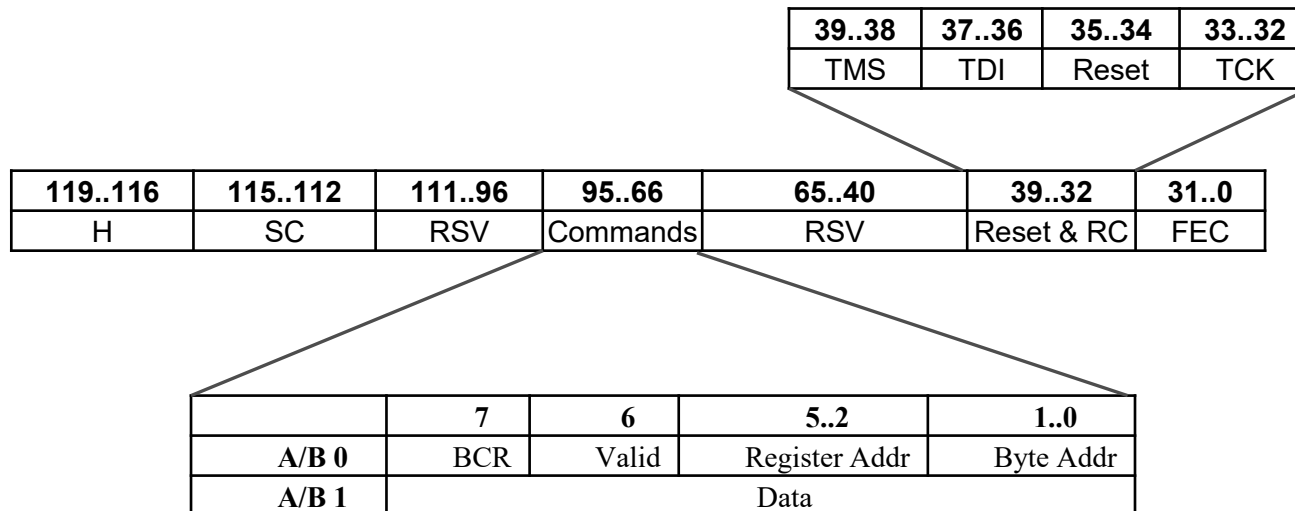 39..38 37..36 35..34 33..32
TMS TDI Reset TCK
119..116 115..112 111..96 95..66 65..40 39..32 31..0
H SC RSV Commands RSV Reset & RC FEC
7 6 5..2 1..0
A/B 0 BCR Valid Register Addr Byte Addr
A/B 1 Data